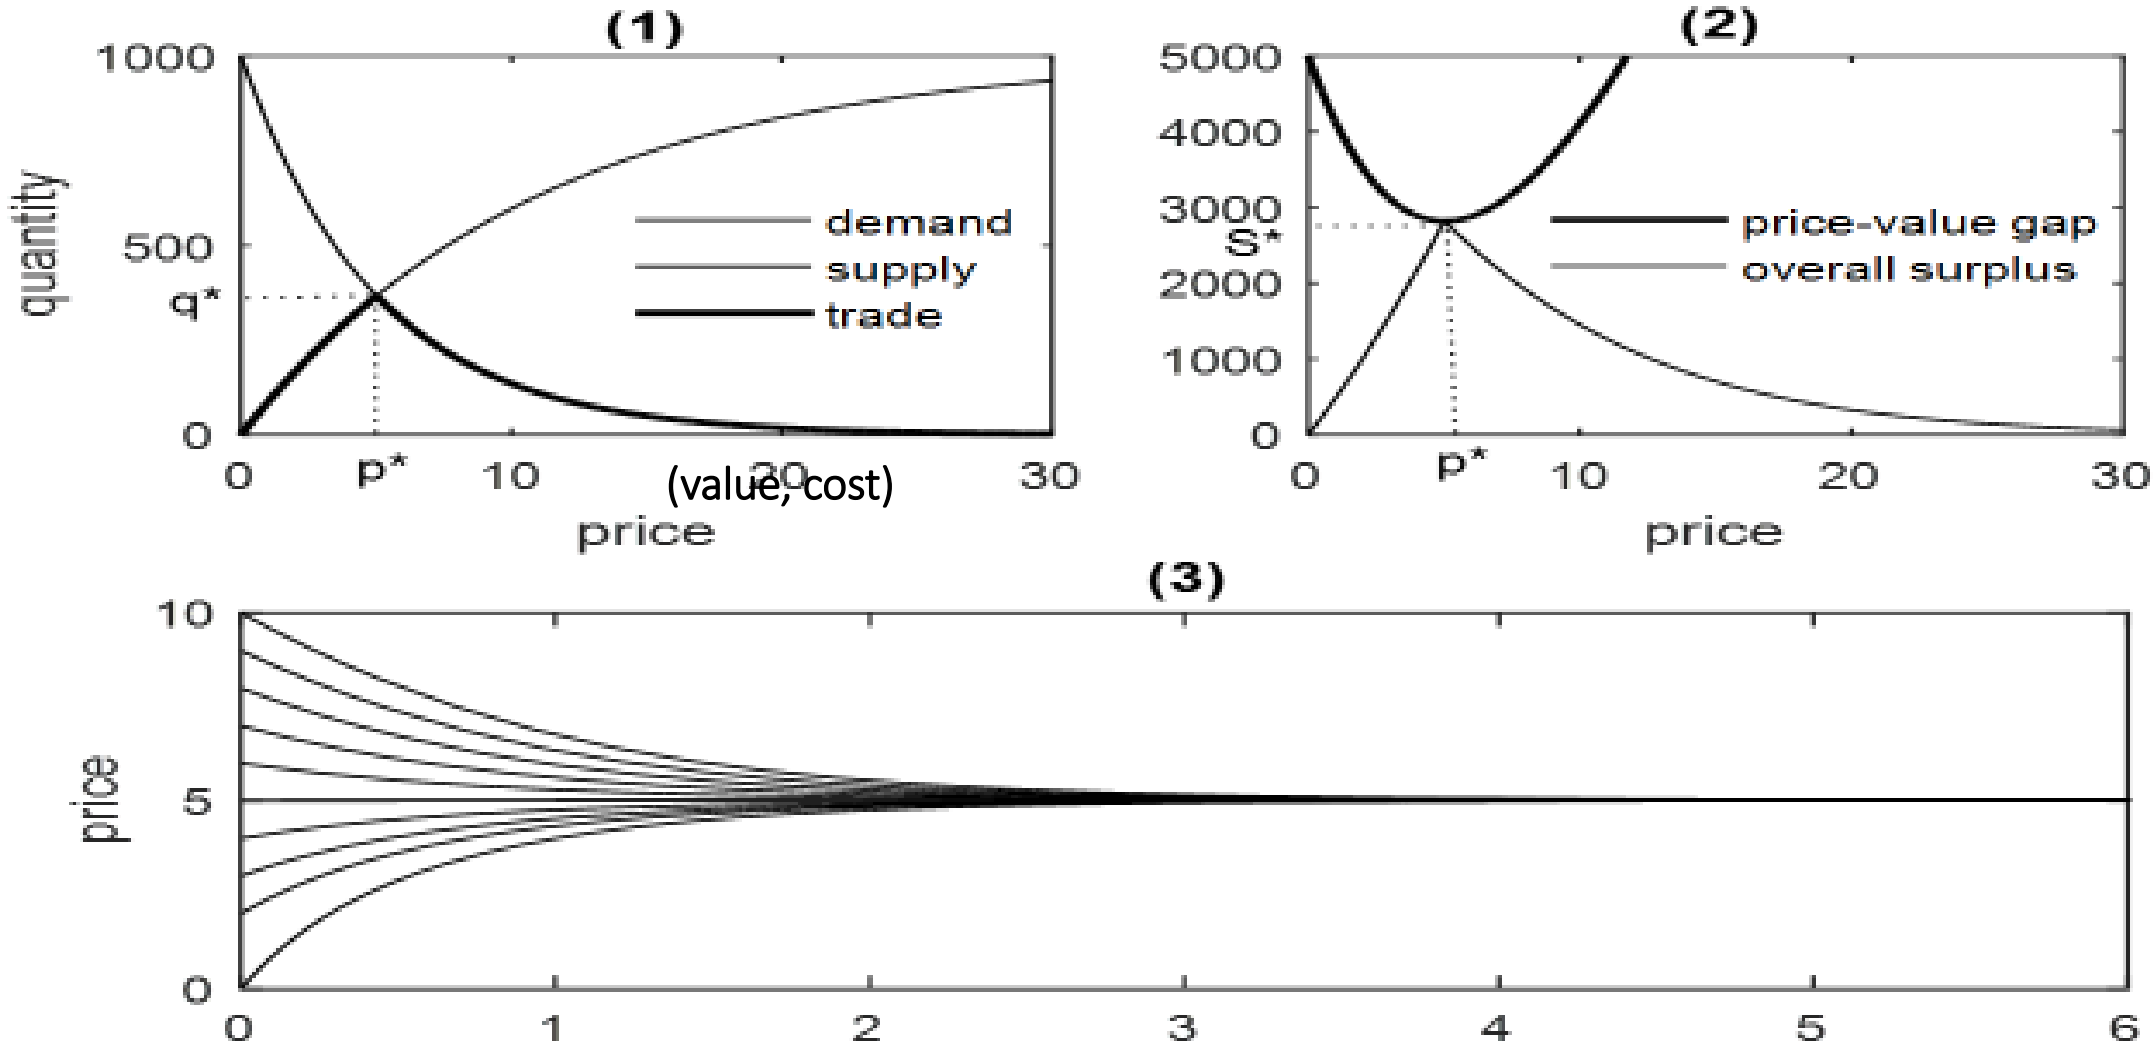 (1)
1000
500
q*
0
quantity
demand
supply
trade
0 p* 10 20 30
(value, cost)
price
(2)
5000
4000
3000
S*
2000
1000
0
price-value gap
overall surplus
0 p* 10 20 30
price
(3)
10
5
0
price
0 1 2 3 4 5 6